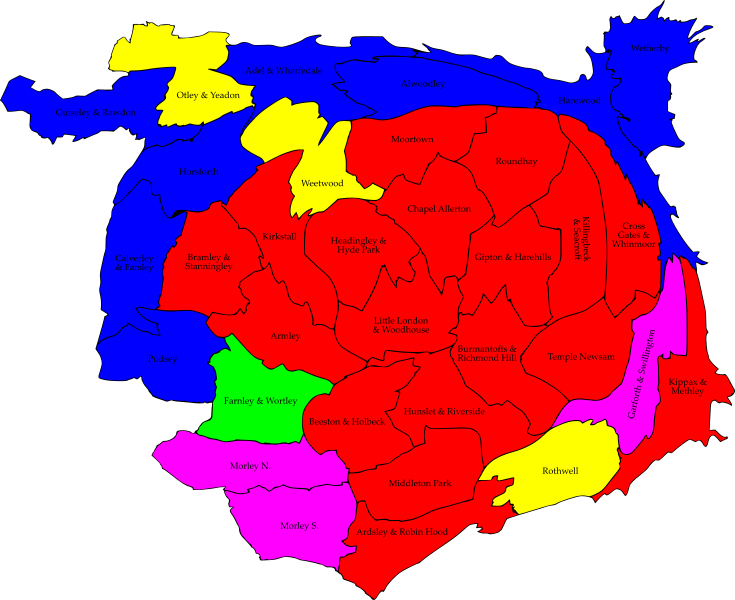 Wetherby
Adel & Wharfedale
Alwoodley
Harewood
Otley & Yeadon
Guiseley & Rawdon
Moortown
Roundhay
Horsforth
Weetwood
Chapel Allerton
Kirkstall
Headingley &
Hyde Park
Killingbeck
& Seacroft
Cross
Gates &
Whinmoor
Calverley
& Farsley
Bramley &
Stanningley
Gipton & Harehills
Little London
& Woodhouse
Armley
Pudsey
Burmantofts &
Richmond Hill
Temple Newsam
Garforth & Swillington
Kippax &
Methley
Farnley & Wortley
Beeston & Holbeck
Hunslet & Riverside
Morley N.
Rothwell
Middleton Park
Morley S.
Ardsley & Robin Hood